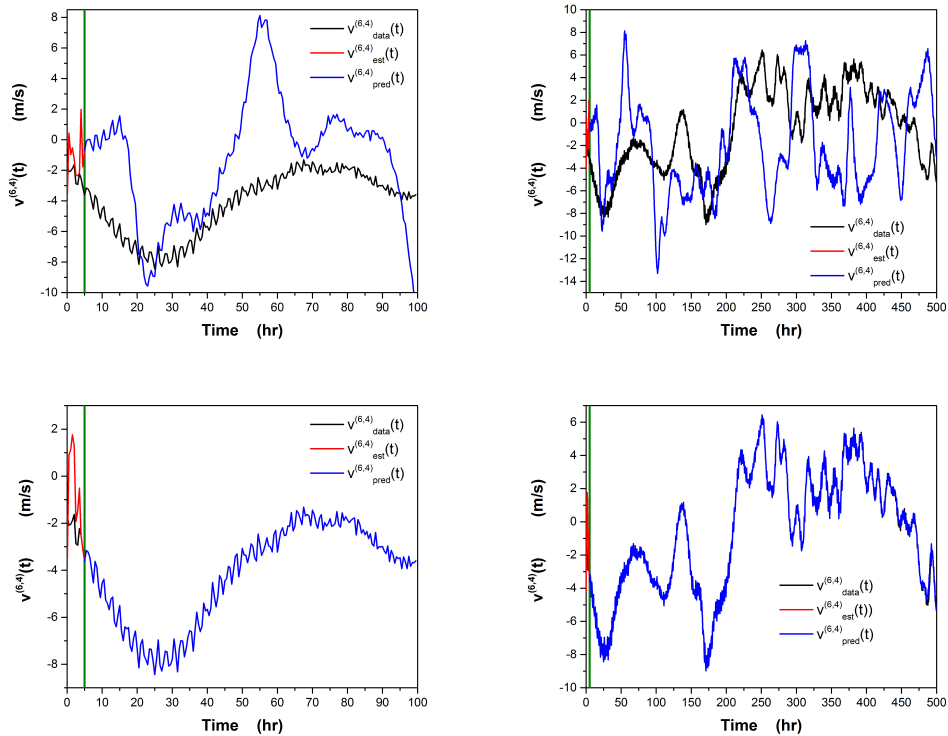 8
6
4
2
0
-2
-4
-6
-8
-10
0 10 20 30 40 50 60 70 80 90 100
v(6,4)(t) (m/s)
Time (hr)
v(6,4)data(t)
v(6,4)est(t)
v(6,4)pred(t)
8
6
4
2
0
-2
-4
-6
-8
-10
-12
-14
0 50 100 150 200 250 300 350 400 450 500
v(6,4)(t) (m/s)
Time (hr)
v(6,4)data(t)
v(6,4)est(t)
v(6,4)pred(t)
2
0
-2
-4
-6
-8
0 10 20 30 40 50 60 70 80 90 100
v(6,4)(t) (m/s)
Time (hr)
v(6,4)data(t)
v(6,4)est(t)
v(6,4)pred(t)
6
4
2
0
-2
-4
-6
-8
-10
0 50 100 150 200 250 300 350 400 450 500
v(6,4)(t) (m/s)
Time (hr)
v(6,4)data(t)
v(6,4)est(t))
v(6,4)pred(t)